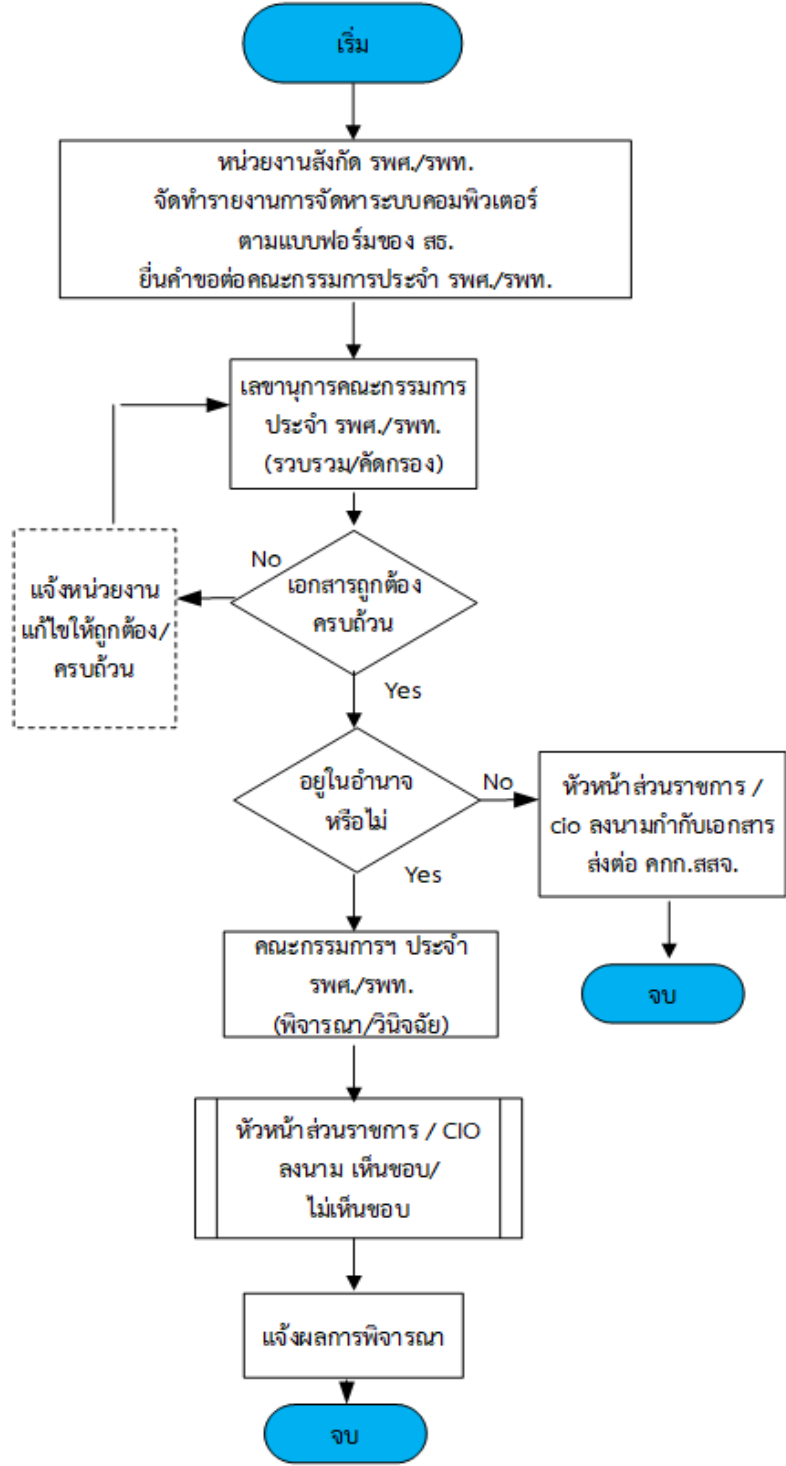 เริ่ม
หน่วยงานสังกัด รพศ./รพท.
จัดทำรายงานการจัดหาระบบคอมพิวเตอร์
ตามแบบฟอร์มของ สธ.
ยื่นคำขอต่อคณะกรรมการประจำ รพศ./รพท.
เลขานุการคณะกรรมการ
ประจำ รพศ./รพท.
(รวบรวม/คัดกรอง)
No
เอกสารถูกต้อง
ครบถ้วน
แจ้งหน่วยงาน
แก้ไขให้ถูกต้อง/
ครบถ้วน
Yes
อยู่ในอำนาจ
หรือไม่
No
หัวหน้าส่วนราชการ /
cio ลงนามกำกับเอกสาร
ส่งต่อ คกก.สสจ.
จบ
Yes
คณะกรรมการฯ ประจำ
รพศ./รพท.
(พิจารณา/วินิจฉัย)
หัวหน้าส่วนราชการ / CIO
ลงนาม เห็นชอบ/
ไม่เห็นชอบ
แจ้งผลการพิจารณา
จบ